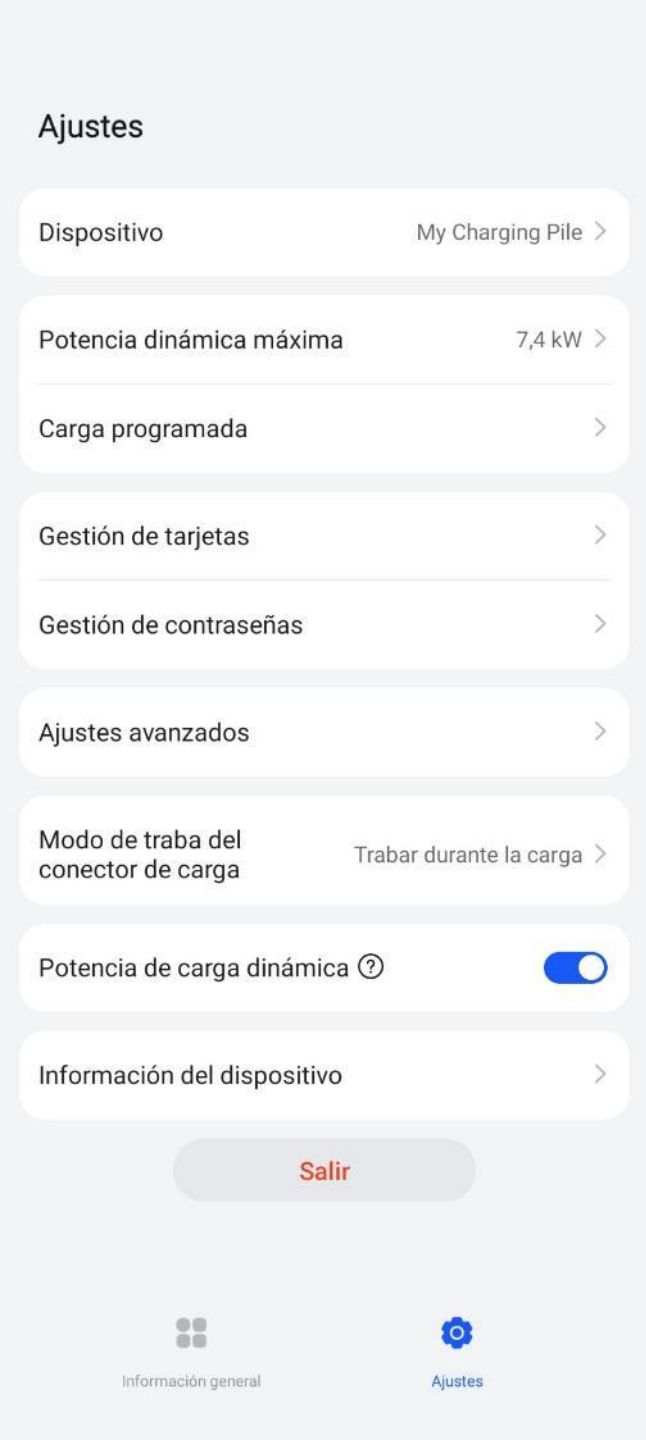 Ajustes
Dispositivo
My Charging Pile
Potencia dinámica máxima
7,4 kW
Carga programada
Gestión de tarjetas
Gestión de contraseñas
Ajustes avanzados
Modo de traba del
conector de carga
Trabar durante la carga
Potencia de carga dinámica ?
Información del dispositivo
Salir
Información general
Ajustes